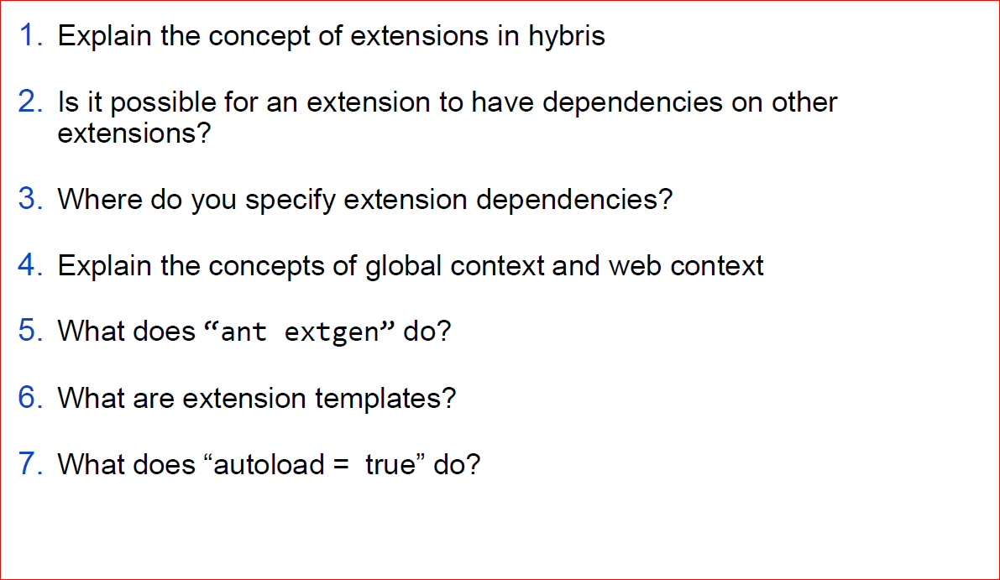 1. Explain the concept of extensions in hybris
2. Is it possible for an extension to have dependencies on other
extensions?
3. Where do you specify extension dependencies?
4. Explain the concepts of global context and web context
5. What does “ant extgen” do?
6. What are extension templates?
7. What does “autoload = true” do?